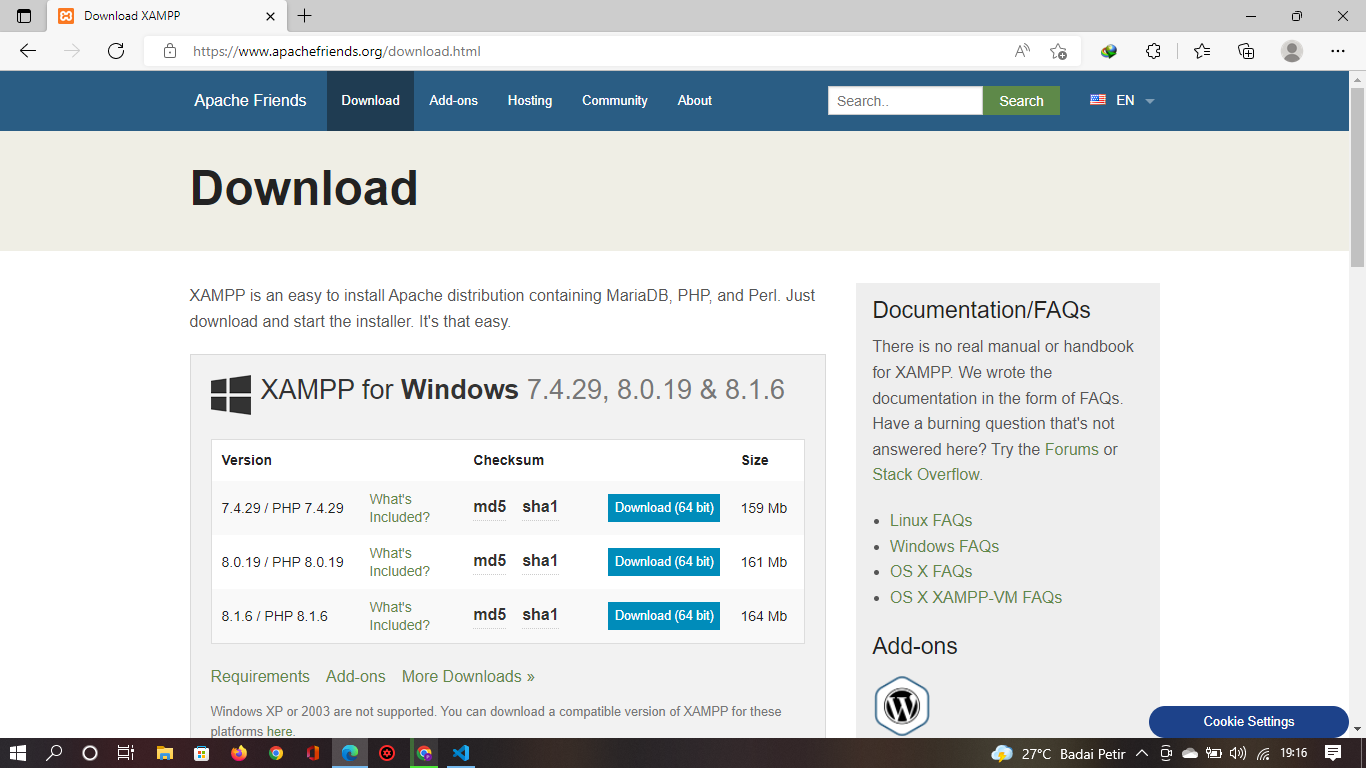 Download XAMPP
https://www.apachefriends.org/download.html
Apache Friends Download Add-ons Hosting Community About Search.. Search EN
Download
XAMPP is an easy to install Apache distribution containing MariaDB, PHP, and Perl. Just
download and start the installer. It's that easy.
XAMPP for Windows 7.4.29, 8.0.19 & 8.1.6
Version Checksum Size
7.4.29 / PHP 7.4.29 What's
Included? md5 sha1 Download (64 bit) 159 Mb
8.0.19 / PHP 8.0.19 What's
Included? md5 sha1 Download (64 bit) 161 Mb
8.1.6 / PHP 8.1.6 What's
Included? md5 sha1 Download (64 bit) 164 Mb
Requirements Add-ons More Downloads »
Windows XP or 2003 are not supported. You can download a compatible version of XAMPP for these
platforms here.
Documentation/FAQs
There is no real manual or handbook
for XAMPP. We wrote the
documentation in the form of FAQs.
Have a burning question that's not
answered here? Try the Forums or
Stack Overflow.
• Linux FAQs
• Windows FAQs
• OS X FAQs
• OS X XAMPP-VM FAQs
Add-ons
Cookie Settings
27°C Badai Petir 19:16